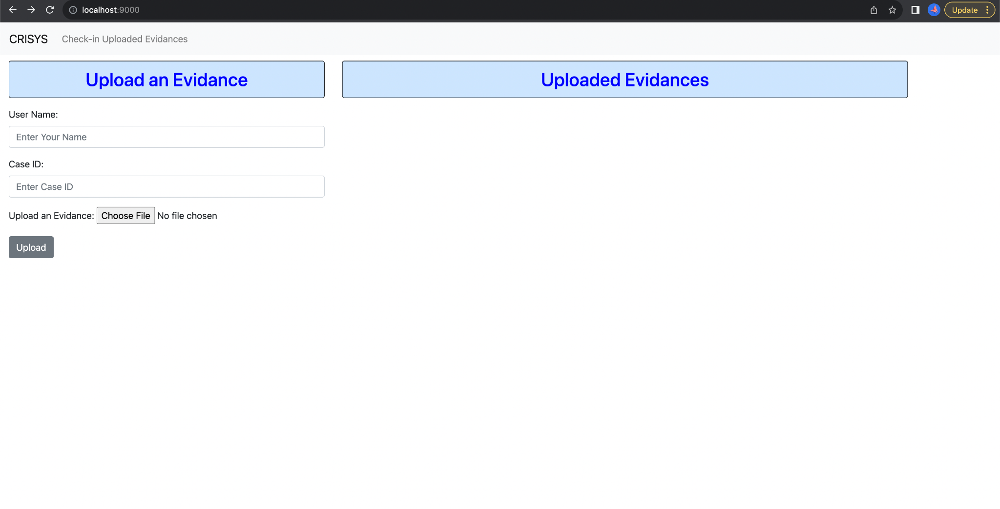 localhost:9000
Update
CRISYS Check-in Uploaded Evidances
Upload an Evidance
Uploaded Evidances
User Name:
Enter Your Name
Case ID:
Enter Case ID
Upload an Evidance: Choose File No file chosen
Upload